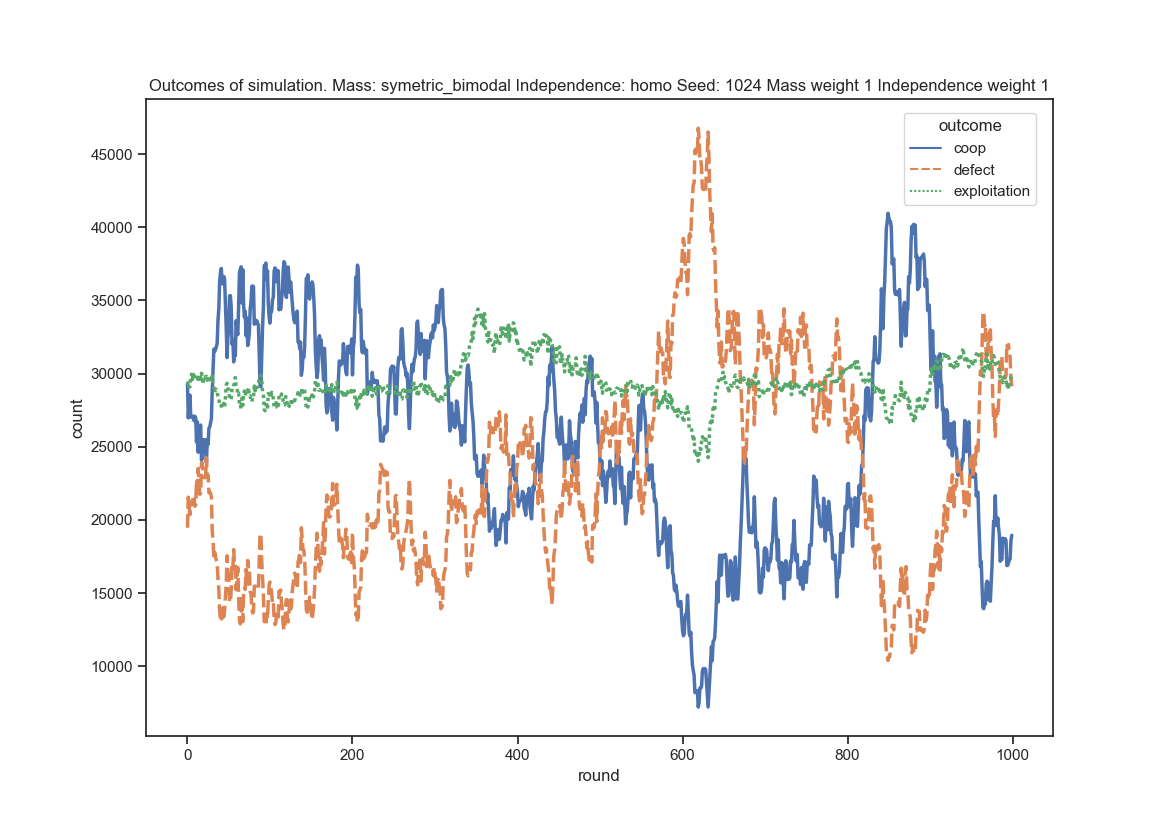 Outcomes of simulation. Mass: symetric_bimodal Independence: homo Seed: 1024 Mass weight 1 Independence weight 1
outcome
coop
defect
exploitation
45000
40000
35000
30000
25000
20000
15000
10000
count
0 200 400 600 800 1000
round